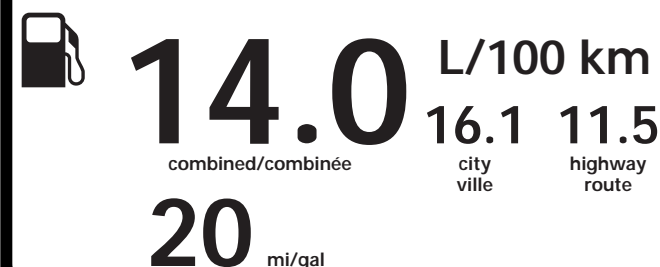 14.0 L/100 km
16.1 11.5
combined/combinée city highway
ville route
20 mi/gal